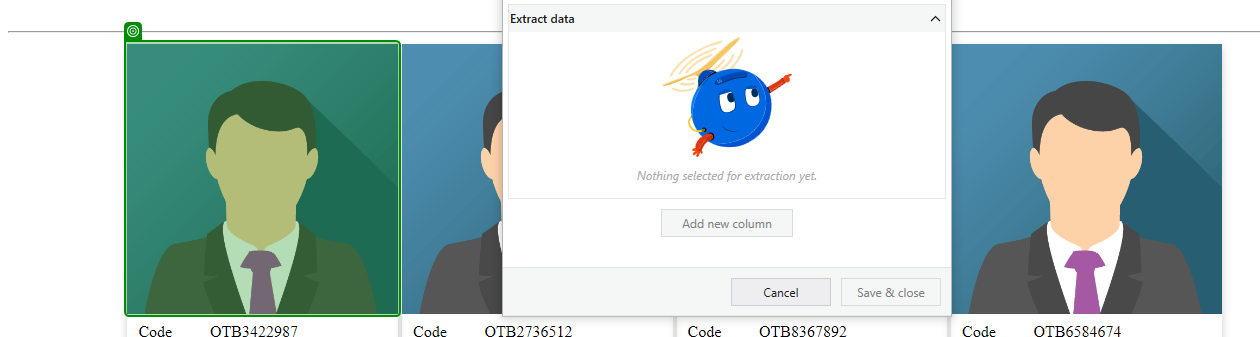 Extract data
Nothing selected for extraction yet.
Add new column
Cancel Save & close
Code OTB3422987 Code OTB2736512 Code OTB8367892 Code OTB6584674